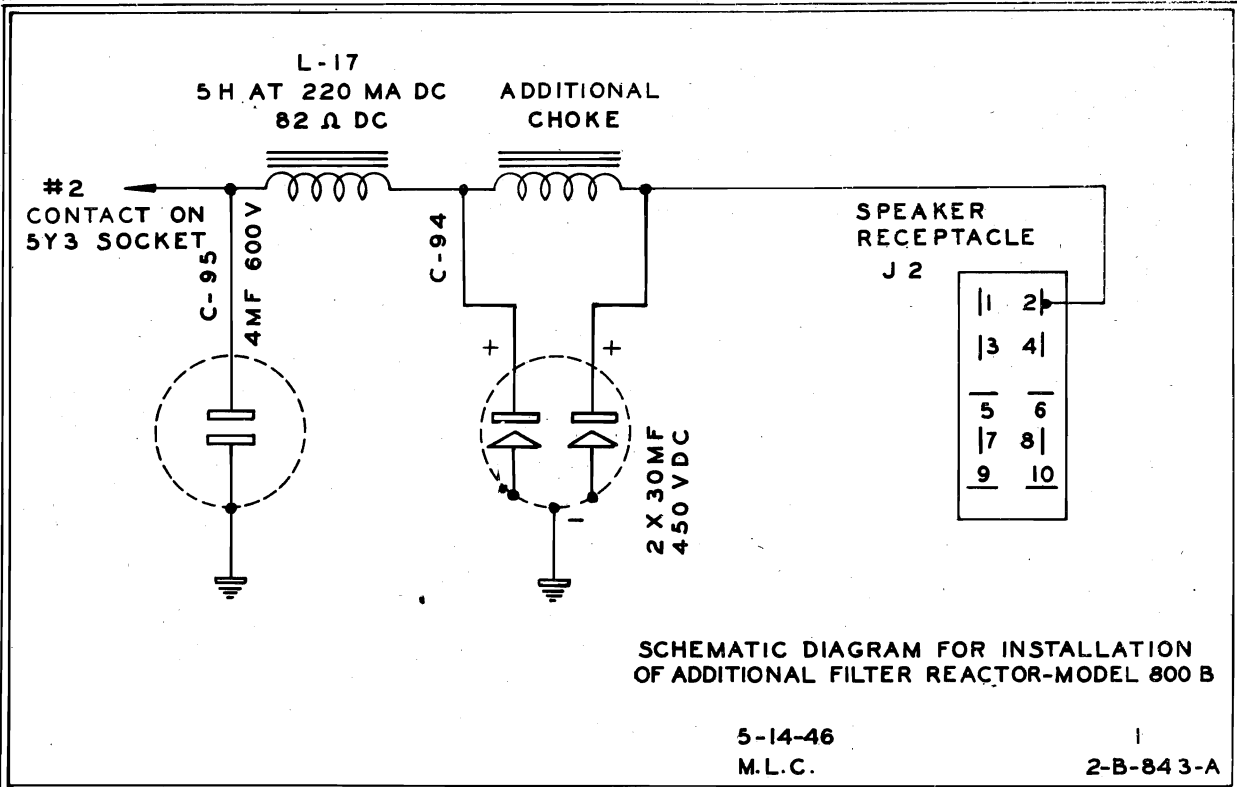 L-17
5H AT 220 MA DC
82 Ω DC
ADDITIONAL
CHOKE
#2
CONTACT ON
5Y3 SOCKET
C-95
4MF 600V
C-94
+
+
-
2 X 30MF
450VDC
SPEAKER
RECEPTACLE
J 2
1 2
3 4
5 6
7 8
9 10
SCHEMATIC DIAGRAM FOR INSTALLATION
OF ADDITIONAL FILTER REACTOR-MODEL 800 B
5-14-46
M.L.C.
1
2-B-843-A